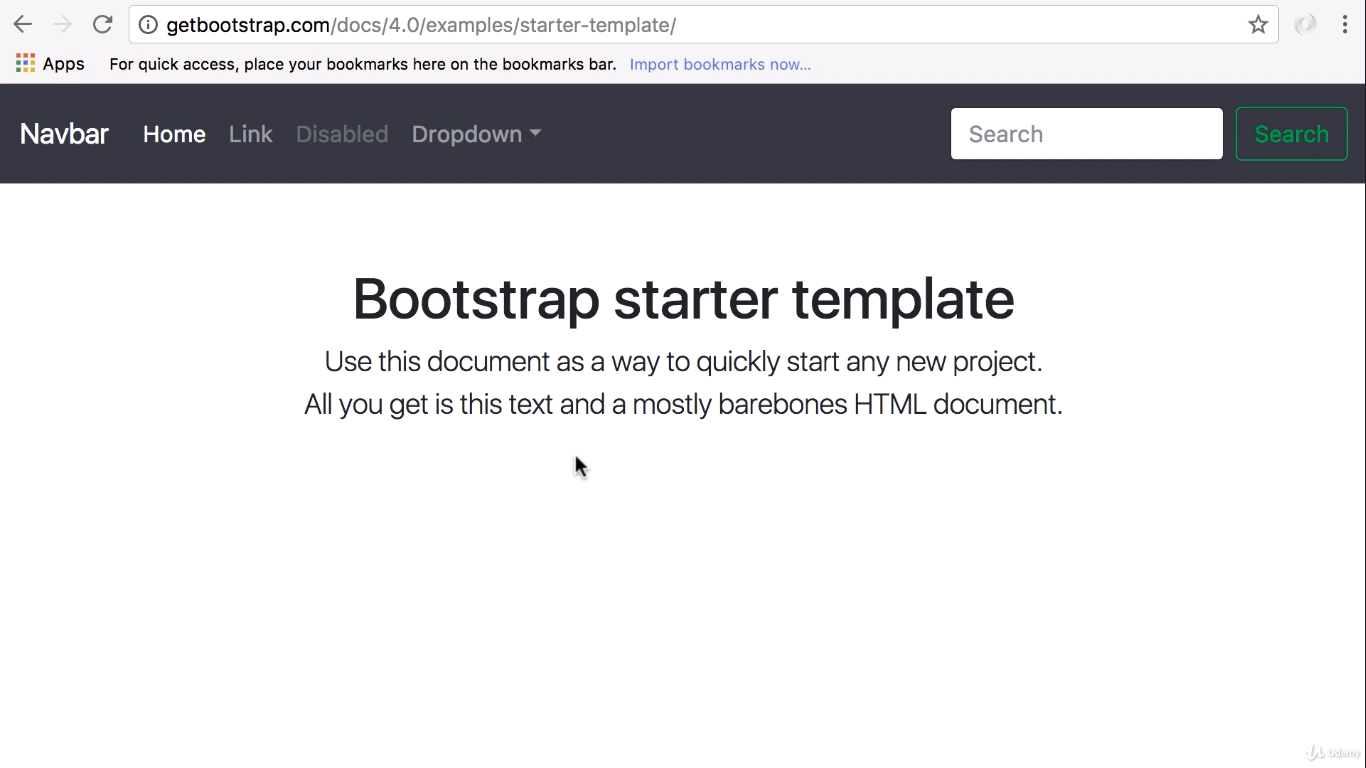 getbootstrap.com/docs/4.0/examples/starter-template/
Apps For quick access, place your bookmarks here on the bookmarks bar. Import bookmarks now...
Navbar Home Link Disabled Dropdown Search Search
Bootstrap starter template
Use this document as a way to quickly start any new project.
All you get is this text and a mostly barebones HTML document.
Udemy